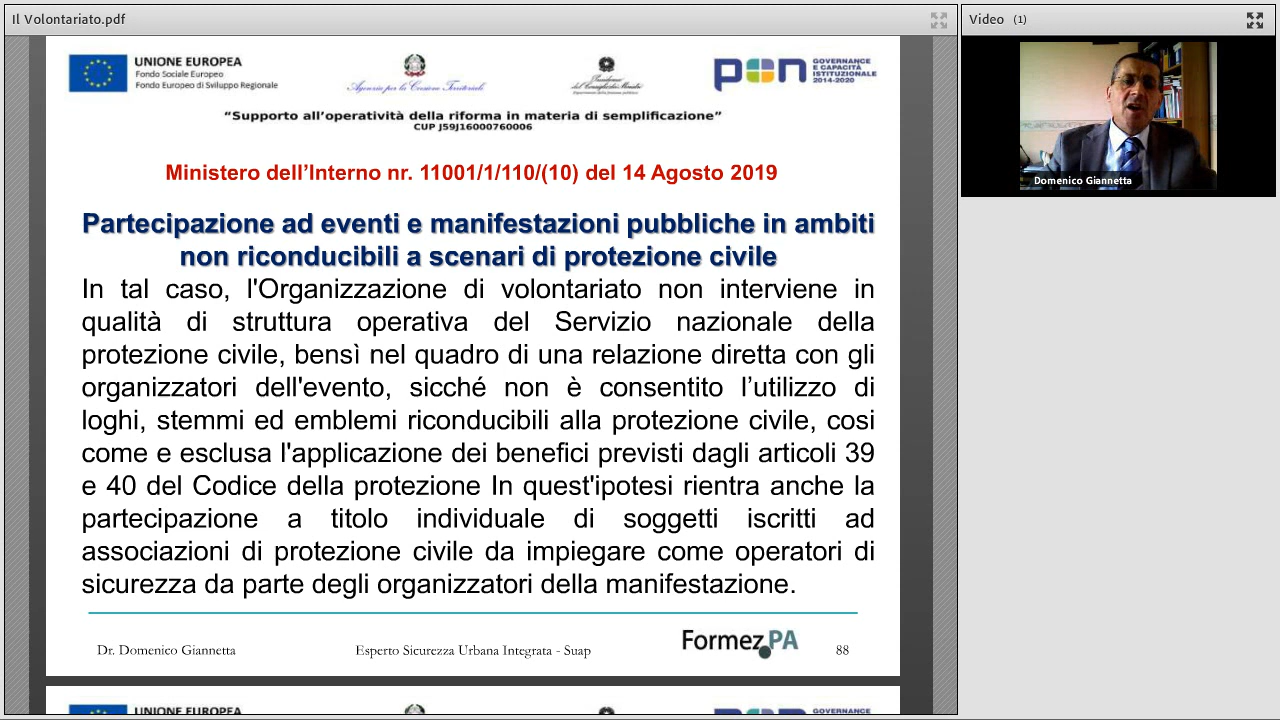 Il Volontariato.pdf
Video (1)
UNIONE EUROPEA
Fondo Sociale Europeo
Fondo Europeo di Sviluppo Regionale
Agenzia per la Coesione Territoriale
pon GOVERNANCE
E CAPACITÀ
ISTITUZIONALE
2014-2020
“Supporto all’operatività della riforma in materia di semplificazione”
CUP J59J16000760006
Ministero dell’Interno nr. 11001/1/110/(10) del 14 Agosto 2019
Partecipazione ad eventi e manifestazioni pubbliche in ambiti
non riconducibili a scenari di protezione civile
In tal caso, l'Organizzazione di volontariato non interviene in
qualità di struttura operativa del Servizio nazionale della
protezione civile, bensì nel quadro di una relazione diretta con gli
organizzatori dell'evento, sicché non è consentito l’utilizzo di
loghi, stemmi ed emblemi riconducibili alla protezione civile, cosi
come e esclusa l'applicazione dei benefici previsti dagli articoli 39
e 40 del Codice della protezione In quest'ipotesi rientra anche la
partecipazione a titolo individuale di soggetti iscritti ad
associazioni di protezione civile da impiegare come operatori di
sicurezza da parte degli organizzatori della manifestazione.
Dr. Domenico Giannetta
Esperto Sicurezza Urbana Integrata - Suap
Formez PA
88
Domenico Giannetta
UNIONE EUROPEA
GOVERNANCE